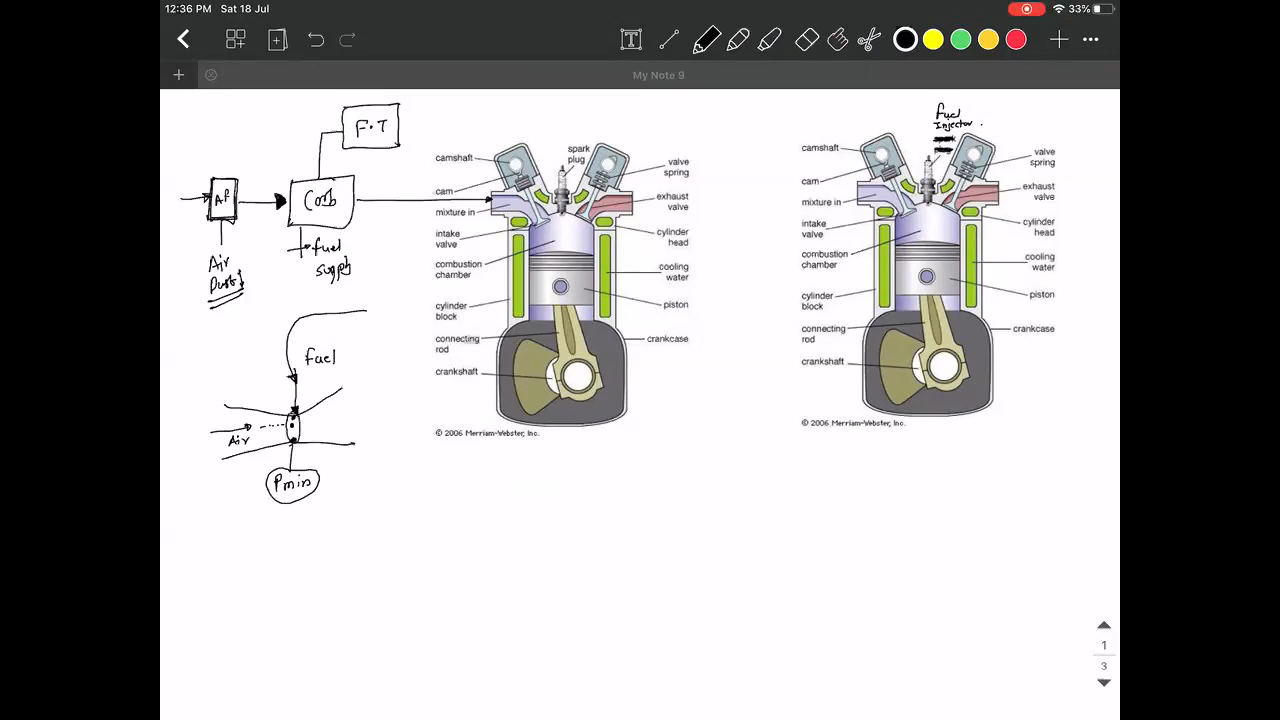 12:36 PM Sat 18 Jul
33%
T
My Note 9
F.T
AF
Carb
fuel
supply
Air
Dust
Fuel
Air
Pmin
camshaft
spark
plug
valve
spring
cam
mixture in
exhaust
valve
intake
valve
cylinder
head
combustion
chamber
cooling
water
cylinder
block
piston
connecting
rod
crankcase
crankshaft
© 2006 Merriam-Webster, Inc.
fuel
Injector.
camshaft
valve
spring
cam
mixture in
exhaust
valve
intake
valve
cylinder
head
combustion
chamber
cooling
water
cylinder
block
piston
connecting
rod
crankcase
crankshaft
© 2006 Merriam-Webster, Inc.
1
3